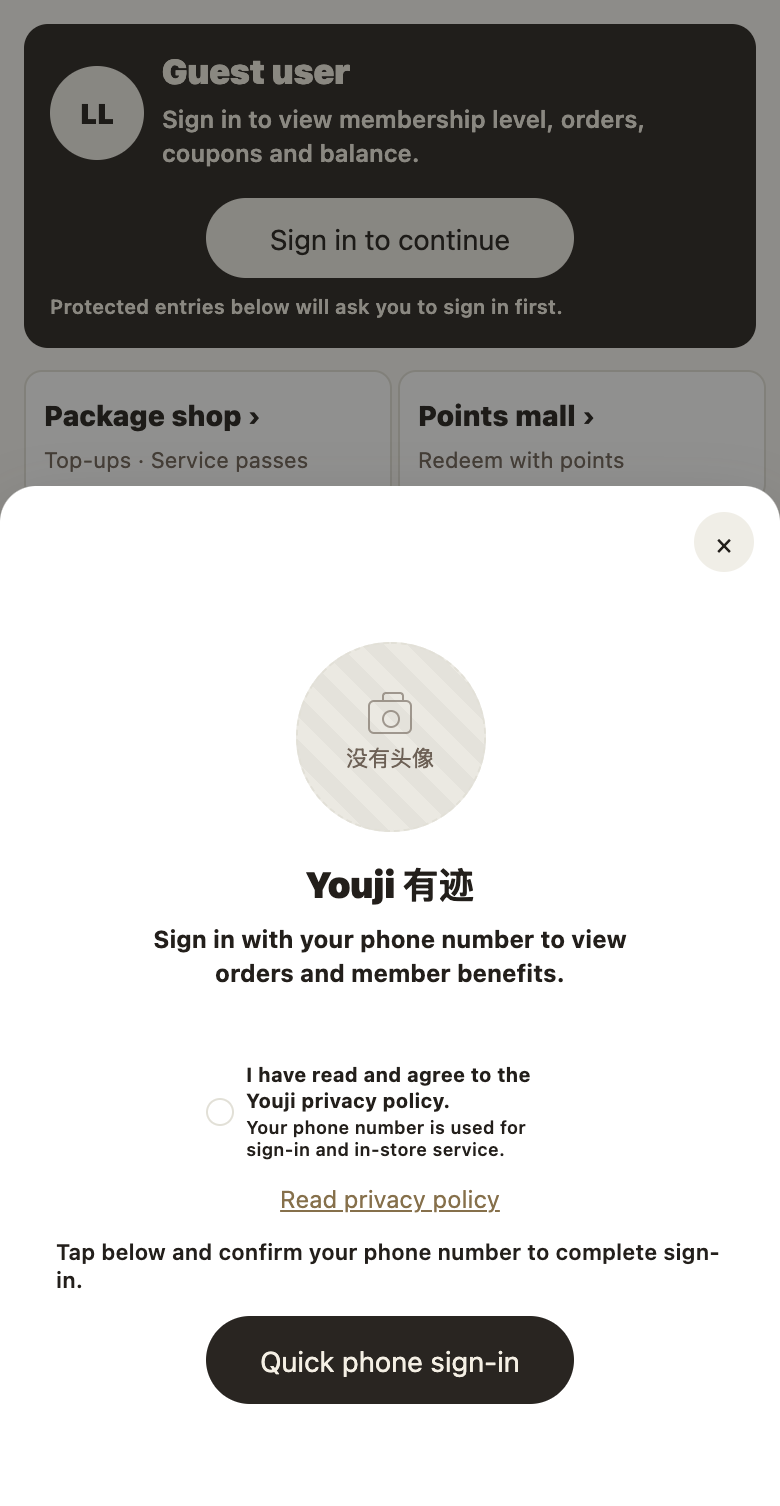 LL
Guest user
Sign in to view membership level, orders,
coupons and balance.
Sign in to continue
Protected entries below will ask you to sign in first.
Package shop ›
Top-ups · Service passes
Points mall ›
Redeem with points
×
没有头像
Youji 有迹
Sign in with your phone number to view
orders and member benefits.
I have read and agree to the
Youji privacy policy.
Your phone number is used for
sign-in and in-store service.
Read privacy policy
Tap below and confirm your phone number to complete sign-
in.
Quick phone sign-in